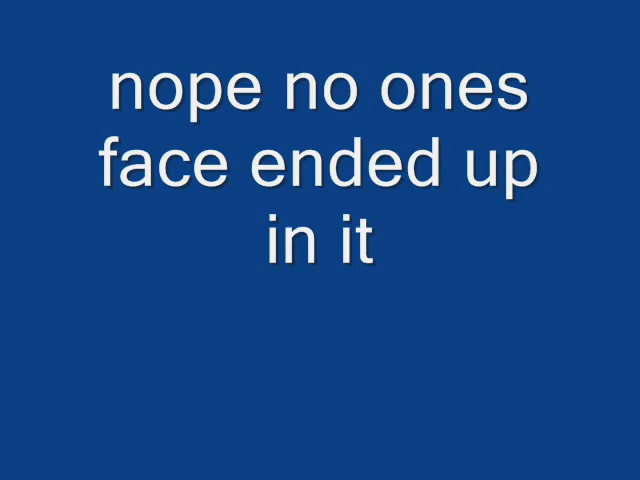 nope no ones
face ended up
in it